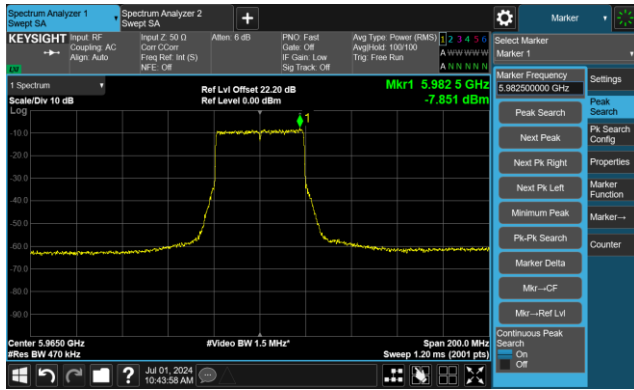 Spectrum Analyzer 1
Swept SA
Spectrum Analyzer 2
Swept SA
+
Marker
KEYSIGHT
Input: RF
Coupling: AC
Align: Auto
Input Z: 50 Ω
Corr CCorr
Freq Ref: Int (S)
NFE: Off
Atten: 6 dB
PNO: Fast
Gate: Off
IF Gain: Low
Sig Track: Off
Avg Type: Power (RMS)
Avg|Hold: 100/100
Trig: Free Run
1 2 3 4 5 6
A W W W W W
A N N N N N
Select Marker
Marker 1
1 Spectrum
Scale/Div 10 dB
Ref Lvl Offset 22.20 dB
Ref Level 0.00 dBm
Mkr1 5.982 5 GHz
-7.851 dBm
Log
1
-10.0
-20.0
-30.0
-40.0
-50.0
-60.0
-70.0
-80.0
-90.0
Center 5.9650 GHz
#Res BW 470 kHz
#Video BW 1.5 MHz*
Span 200.0 MHz
Sweep 1.20 ms (2001 pts)
Marker Frequency
5.982500000 GHz
Peak Search
Next Peak
Next Pk Right
Next Pk Left
Minimum Peak
Pk-Pk Search
Marker Delta
Mkr→CF
Mkr→Ref Lvl
Continuous Peak
Search
On
Off
Settings
Peak
Search
Pk Search
Config
Properties
Marker
Function
Marker→
Counter
?
Jul 01, 2024
10:43:58 AM